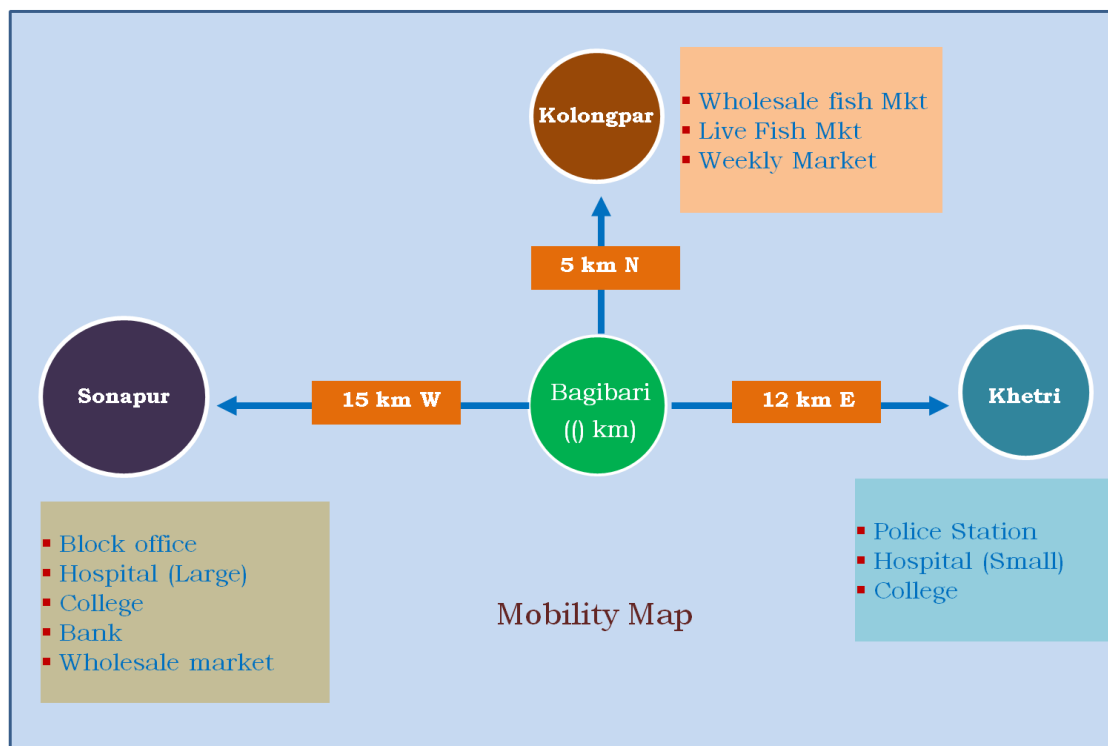 Kolongpar
▪ Wholesale fish Mkt
▪ Live Fish Mkt
▪ Weekly Market
5 km N
Sonapur
15 km W
Bagibari
(() km)
12 km E
Khetri
▪ Block office
▪ Hospital (Large)
▪ College
▪ Bank
▪ Wholesale market
Mobility Map
▪ Police Station
▪ Hospital (Small)
▪ College